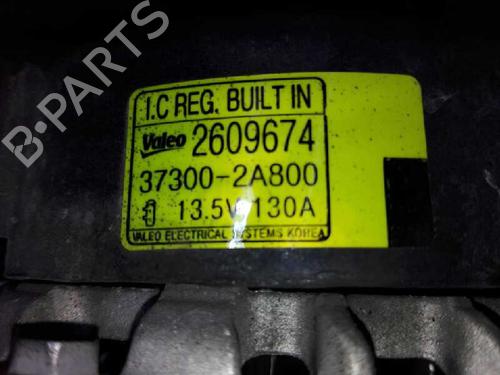 I.C REG. BUILT IN
Valeo 2609674
37300-2A800
13.5V 130A
VALEO ELECTRICAL SYSTEMS KOREA
B-PARTS